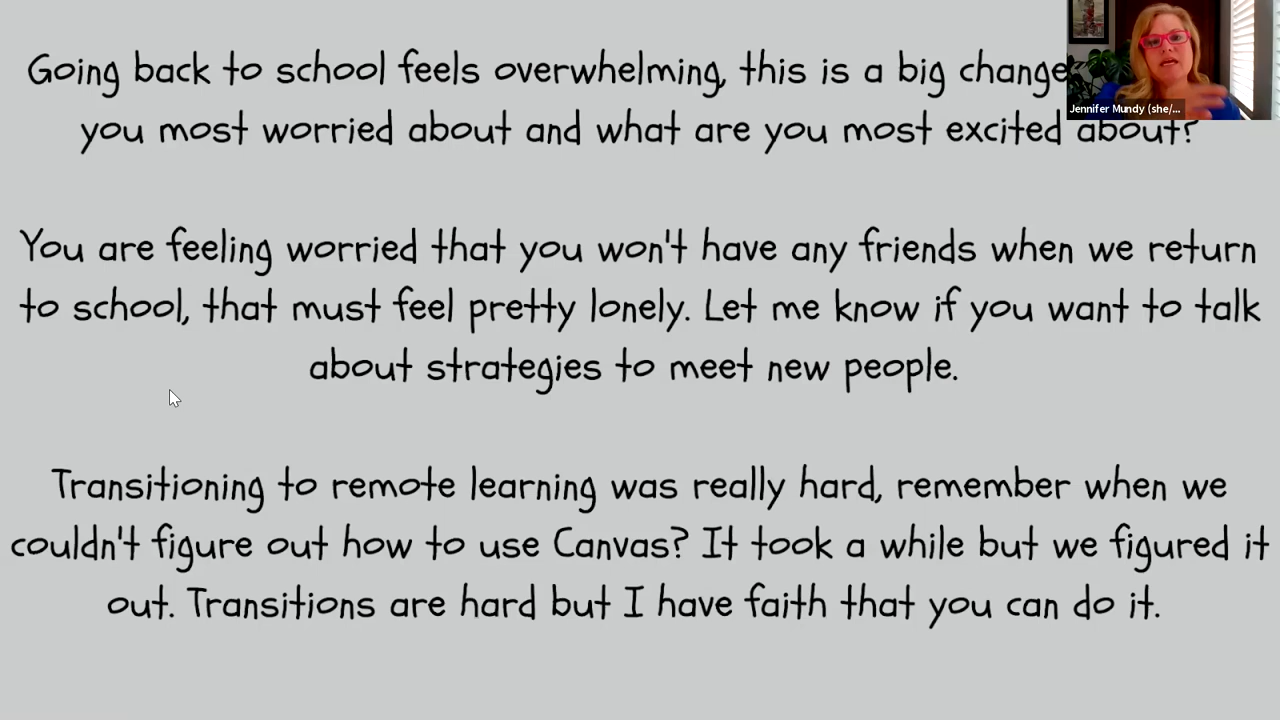 Going back to school feels overwhelming, this is a big change
you most worried about and what are you most excited about?
You are feeling worried that you won't have any friends when we return
to school, that must feel pretty lonely. Let me know if you want to talk
about strategies to meet new people.
Transitioning to remote learning was really hard, remember when we
couldn't figure out how to use Canvas? It took a while but we figured it
out. Transitions are hard but I have faith that you can do it.
Jennifer Mundy (she/...